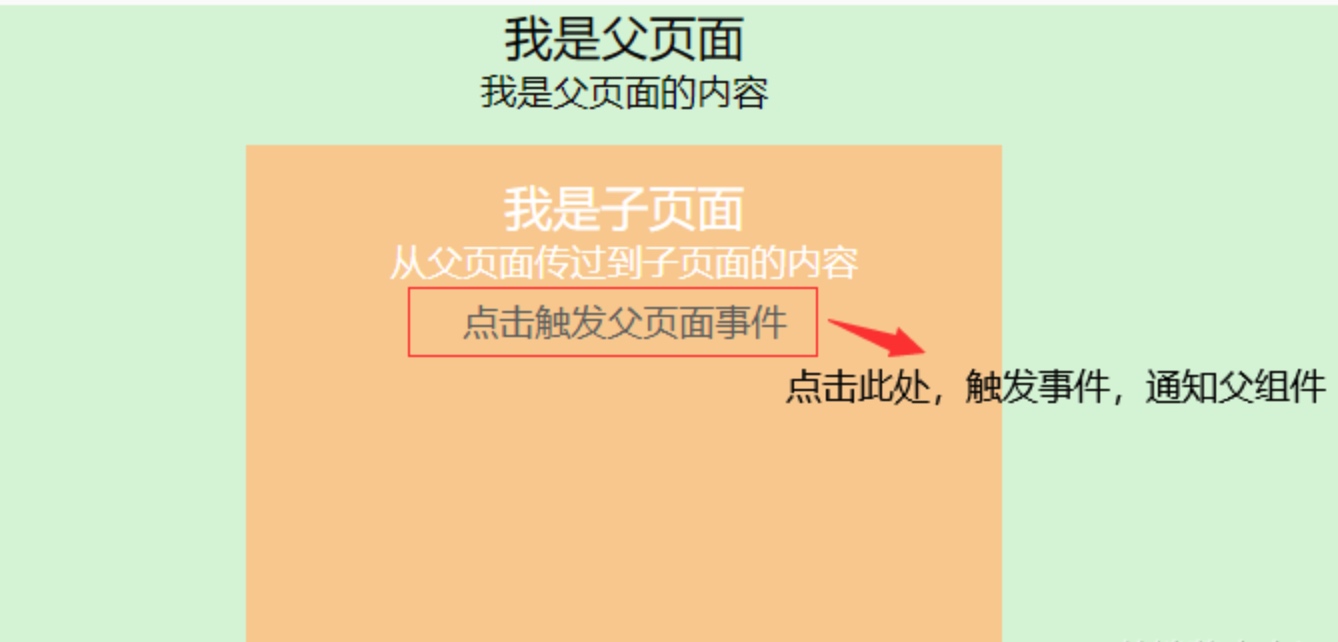 我是父页面
我是父页面的内容
我是子页面
从父页面传过到子页面的内容
点击触发父页面事件
点击此处，触发事件，通知父组件